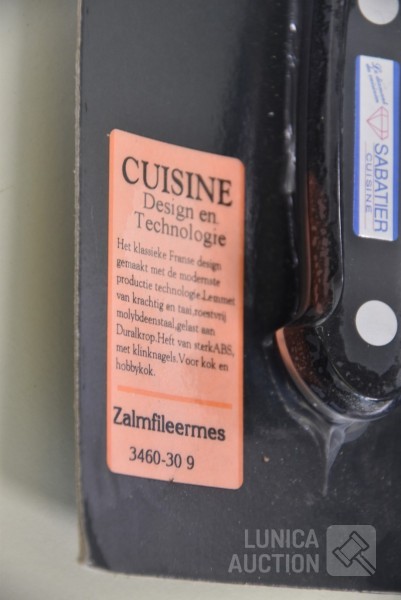 CUISINE
Design en
Technologie
Het klassieke Franse design
gemaakt met de modernste
productie technologie.Lemmet
van krachtig en taai,roestvrij
molybdeenstaal,gelast aan
Duralkrop.Heft van sterkABS,
met klinknagels.Voor kok en
hobbykok.
Zalmfileermes
3460-30 9
SABATIER
CUISINE
LUNICA
AUCTION